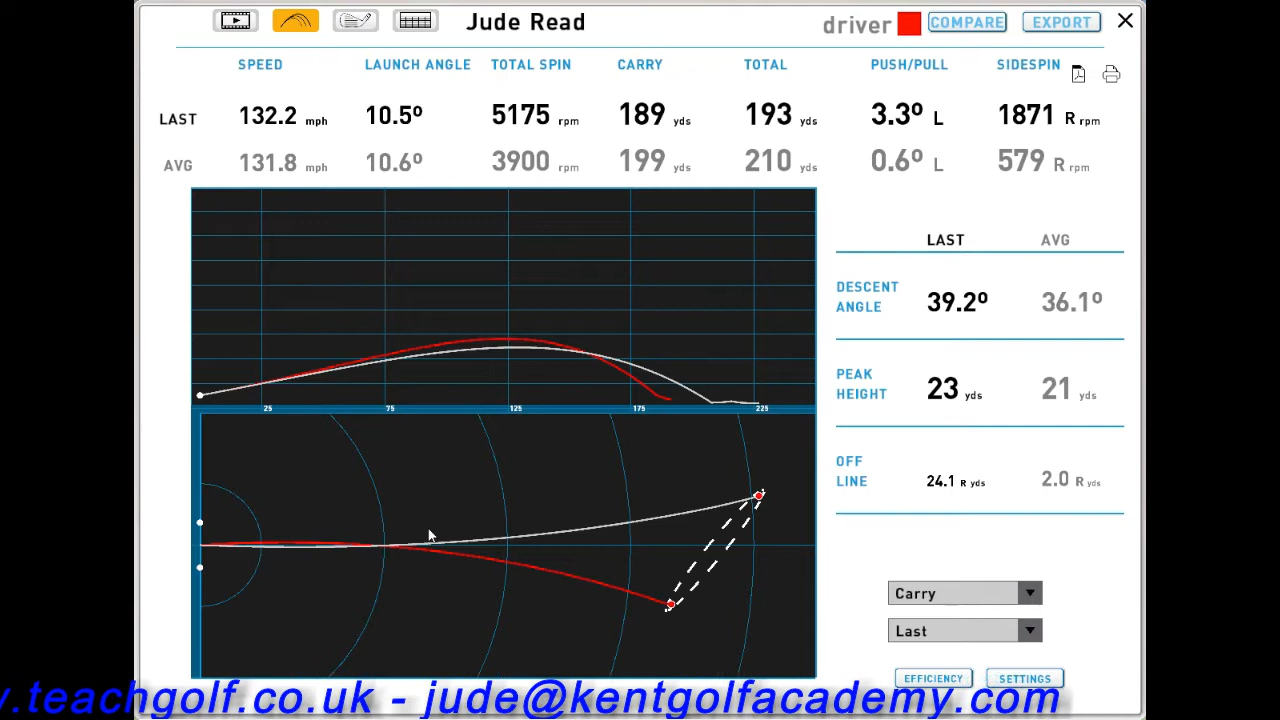 Jude Read
driver COMPARE EXPORT
SPEED LAUNCH ANGLE TOTAL SPIN CARRY TOTAL PUSH/PULL SIDESPIN
LAST 132.2 mph 10.5º 5175 rpm 189 yds 193 yds 3.3º L 1871 R rpm
AVG 131.8 mph 10.6º 3900 rpm 199 yds 210 yds 0.6º L 579 R rpm
LAST AVG
DESCENT
ANGLE 39.2º 36.1º
PEAK
HEIGHT 23 yds 21 yds
25 75 125 175 225
OFF
LINE 24.1 R yds 2.0 R yds
Carry
Last
EFFICIENCY SETTINGS
.teachgolf.co.uk - jude@kentgolfacademy.com